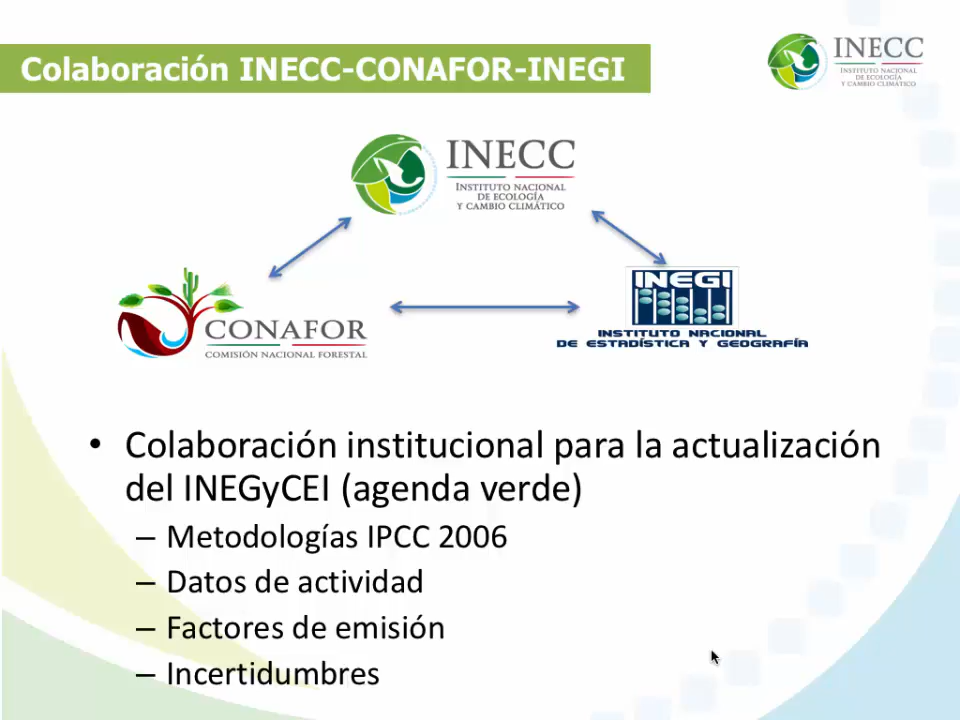 Colaboración INECC-CONAFOR-INEGI
INECC
INSTITUTO NACIONAL
DE ECOLOGÍA
Y CAMBIO CLIMÁTICO
INECC
INSTITUTO NACIONAL
DE ECOLOGÍA
Y CAMBIO CLIMÁTICO
CONAFOR
COMISIÓN NACIONAL FORESTAL
INEGI
INSTITUTO NACIONAL
DE ESTADÍSTICA Y GEOGRAFÍA
• Colaboración institucional para la actualización
del INEGyCEI (agenda verde)
– Metodologías IPCC 2006
– Datos de actividad
– Factores de emisión
– Incertidumbres